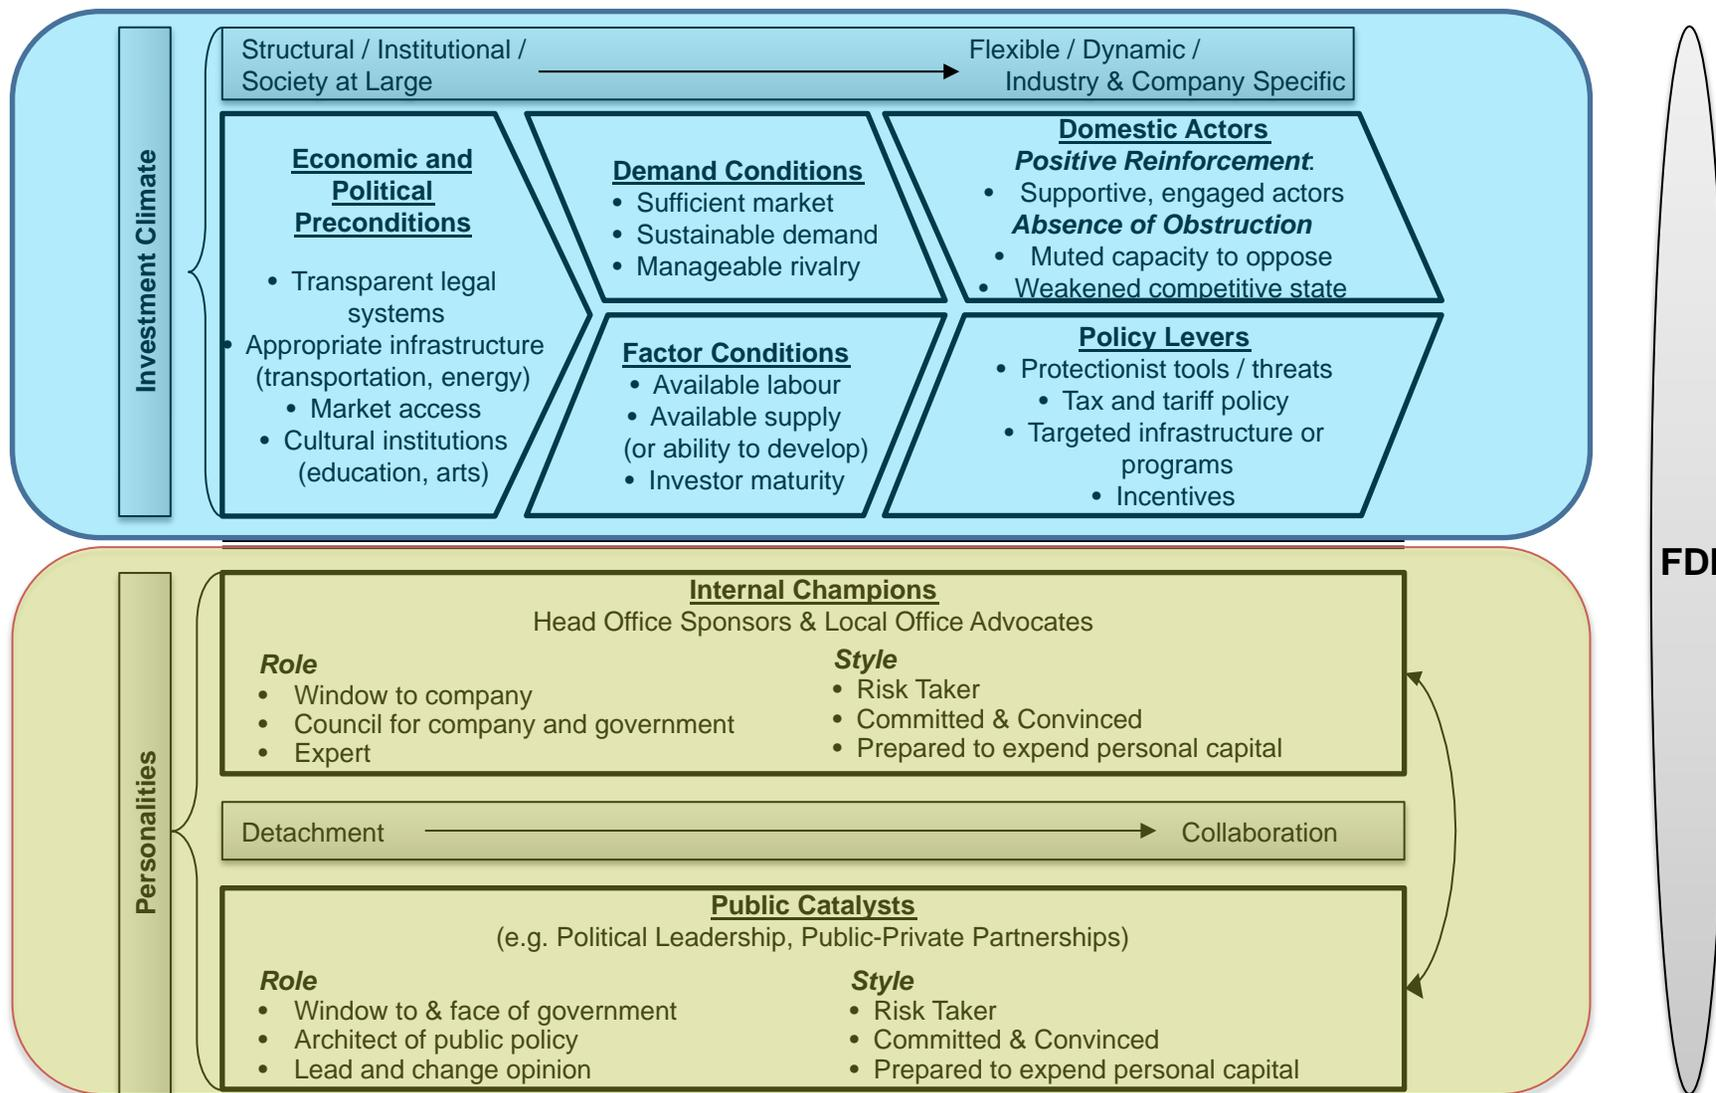 Structural / Institutional /
Society at Large
Flexible / Dynamic /
Industry & Company Specific
Investment Climate
Economic and
Political
Preconditions
• Transparent legal
systems
• Appropriate infrastructure
(transportation, energy)
• Market access
• Cultural institutions
(education, arts)
Demand Conditions
• Sufficient market
• Sustainable demand
• Manageable rivalry
Factor Conditions
• Available labour
• Available supply
(or ability to develop)
• Investor maturity
Domestic Actors
Positive Reinforcement:
• Supportive, engaged actors
Absence of Obstruction
• Muted capacity to oppose
• Weakened competitive state
Policy Levers
• Protectionist tools / threats
• Tax and tariff policy
• Targeted infrastructure or
programs
• Incentives
Personalities
Internal Champions
Head Office Sponsors & Local Office Advocates
Role
• Window to company
• Council for company and government
• Expert
Style
• Risk Taker
• Committed & Convinced
• Prepared to expend personal capital
Detachment
Collaboration
Public Catalysts
(e.g. Political Leadership, Public-Private Partnerships)
Role
• Window to & face of government
• Architect of public policy
• Lead and change opinion
Style
• Risk Taker
• Committed & Convinced
• Prepared to expend personal capital
FDI